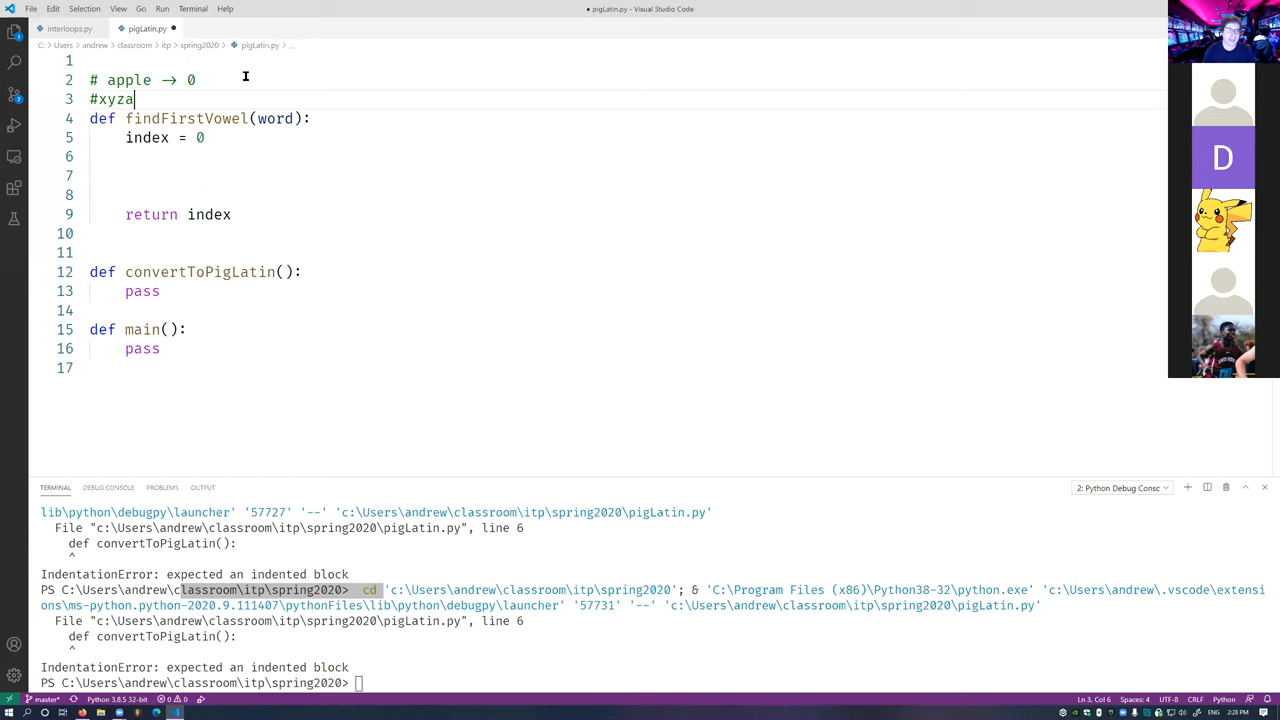 File Edit Selection View Go Run Terminal Help
● pigLatin.py - Visual Studio Code
interloops.py
pigLatin.py ●
C: > Users > andrew > classroom > itp > spring2020 > pigLatin.py > ...
1
2 # apple -> 0
3 #xyza
4 def findFirstVowel(word):
5 index = 0
6
7
8
9 return index
10
11
12 def convertToPigLatin():
13 pass
14
15 def main():
16 pass
17
D
TERMINAL DEBUG CONSOLE PROBLEMS OUTPUT
2: Python Debug Consc
lib\python\debugpy\launcher' '57727' '--' 'c:\Users\andrew\classroom\itp\spring2020\pigLatin.py'
File "c:\Users\andrew\classroom\itp\spring2020\pigLatin.py", line 6
def convertToPigLatin():
^
IndentationError: expected an indented block
PS C:\Users\andrew\classroom\itp\spring2020> cd 'c:\Users\andrew\classroom\itp\spring2020'; & 'C:\Program Files (x86)\Python38-32\python.exe' 'c:\Users\andrew\.vscode\extensi
ons\ms-python.python-2020.9.111407\pythonFiles\lib\python\debugpy\launcher' '57731' '--' 'c:\Users\andrew\classroom\itp\spring2020\pigLatin.py'
File "c:\Users\andrew\classroom\itp\spring2020\pigLatin.py", line 6
def convertToPigLatin():
^
IndentationError: expected an indented block
PS C:\Users\andrew\classroom\itp\spring2020>
master* Python 3.8.5 32-bit 0 0 Ln 3, Col 6 Spaces: 4 UTF-8 CRLF Python
ENG 2:28 PM